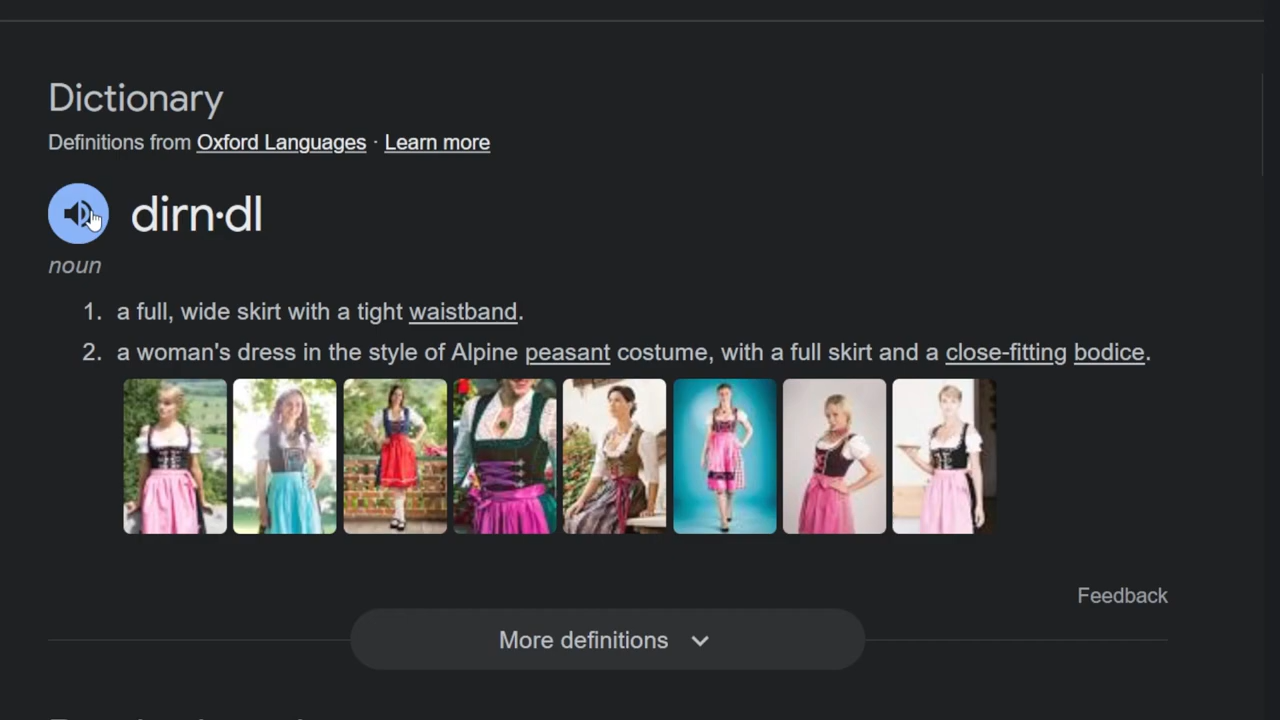 Dictionary
Definitions from Oxford Languages · Learn more
dirn·dl
noun
1. a full, wide skirt with a tight waistband.
2. a woman's dress in the style of Alpine peasant costume, with a full skirt and a close-fitting bodice.
Feedback
More definitions